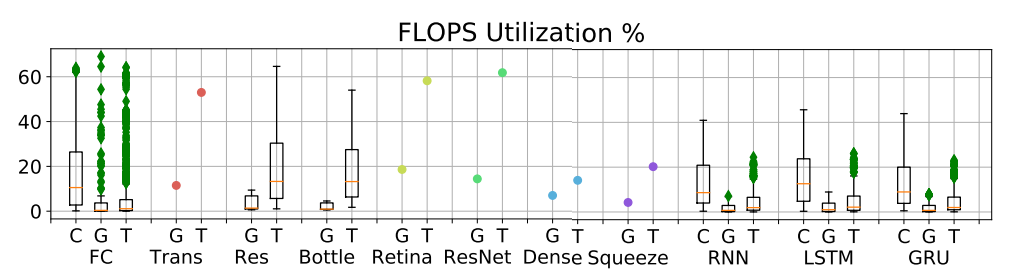 FLOPS Utilization %
60
40
20
0
C G T G T G T G T G T G T G T G T C G T C G T C G T
FC Trans Res Bottle Retina ResNet Dense Squeeze RNN LSTM GRU